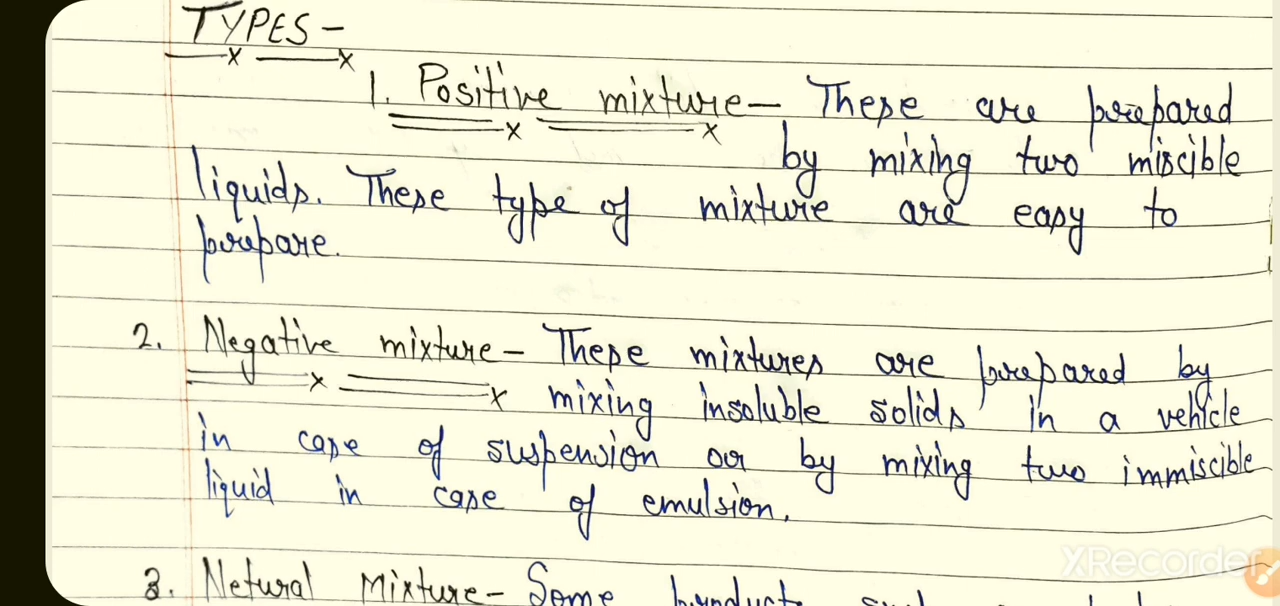 TYPES -
1. Positive mixture - These are prepared
by mixing two miscible
liquids. These type of mixture are easy to
prepare.
2. Negative mixture - These mixtures are prepared by
mixing insoluble solids in a vehicle
in case of suspension or by mixing two immiscible
liquid in case of emulsion.
3. Netural Mixture - Some products such
XRecorder